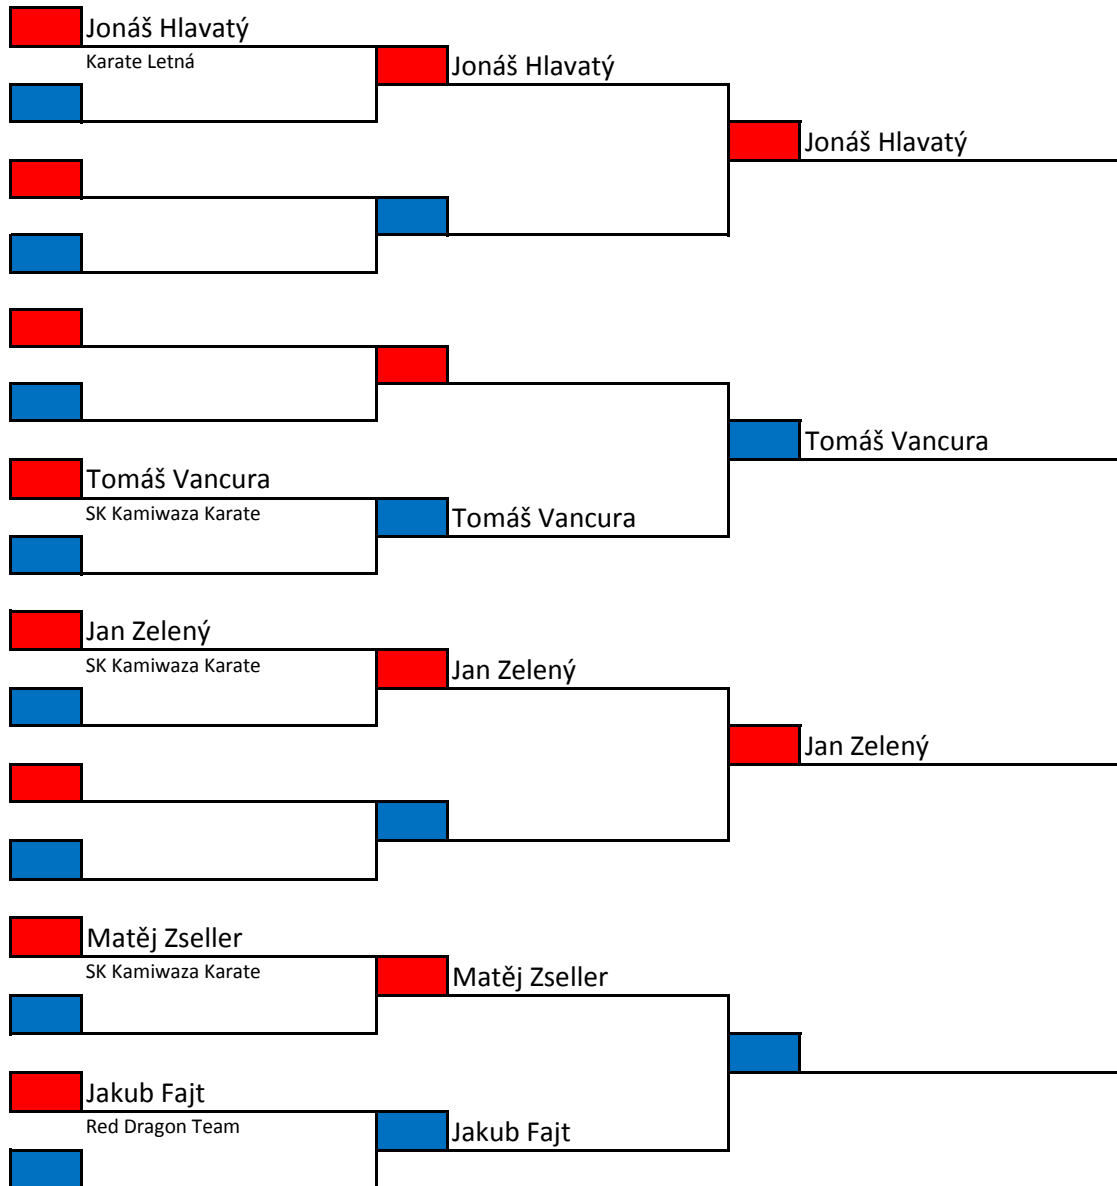 Jonáš Hlavatý
Karate Letná
Jonáš Hlavatý
Jonáš Hlavatý
Tomáš Vancura
Tomáš Vancura
SK Kamiwaza Karate
Tomáš Vancura
Jan Zelený
SK Kamiwaza Karate
Jan Zelený
Jan Zelený
Matěj Zseller
SK Kamiwaza Karate
Matěj Zseller
Jakub Fajt
Red Dragon Team
Jakub Fajt